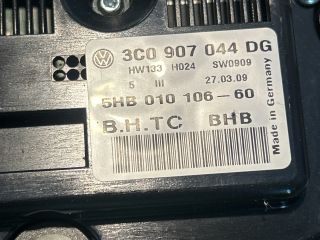 3C0 907 044 DG
HW133 H024 SW0909
5 III 27.03.09
5HB 010 106-60
B.H.TC BHB
Made in Germany